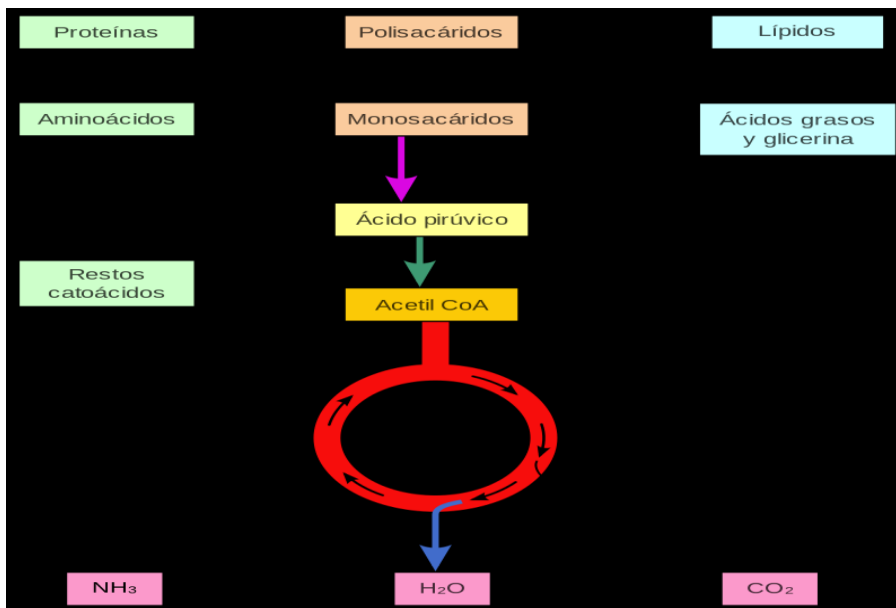 Proteínas
Polisacáridos
Lípidos
Aminoácidos
Monosacáridos
Ácidos grasos
y glicerina
Ácido pirúvico
Restos
catoácidos
Acetil CoA
NH₃
H₂O
CO₂